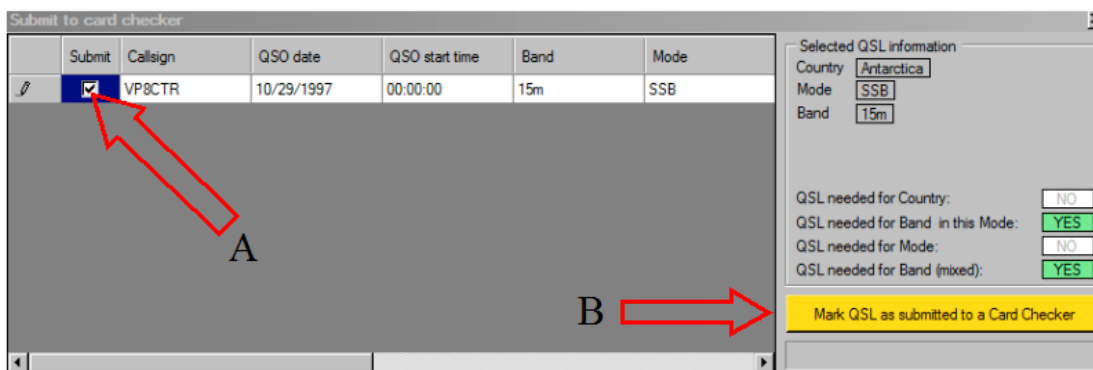 Submit to card checker
Submit Callsign QSO date QSO start time Band Mode
VP8CTR 10/29/1997 00:00:00 15m SSB
A
B
Selected QSL information
Country Antarctica
Mode SSB
Band 15m
QSL needed for Country: NO
QSL needed for Band in this Mode: YES
QSL needed for Mode: NO
QSL needed for Band (mixed): YES
Mark QSL as submitted to a Card Checker